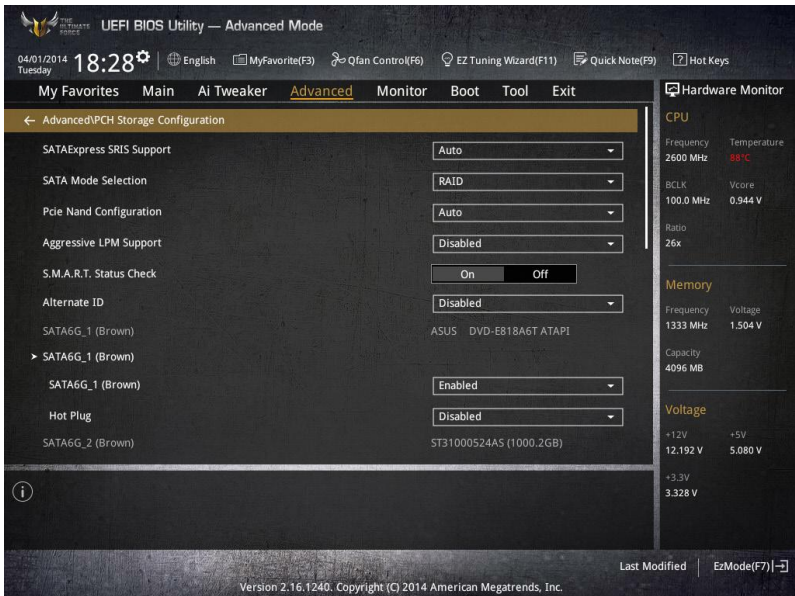 THE
ULTIMATE
FORCE
UEFI BIOS Utility — Advanced Mode
04/01/2014
Tuesday
18:28
English
MyFavorite(F3)
Qfan Control(F6)
EZ Tuning Wizard(F11)
Quick Note(F9)
? Hot Keys
My Favorites Main Ai Tweaker Advanced Monitor Boot Tool Exit
Hardware Monitor
← Advanced\PCH Storage Configuration
SATAExpress SRIS Support Auto
SATA Mode Selection RAID
Pcie Nand Configuration Auto
Aggressive LPM Support Disabled
S.M.A.R.T. Status Check On Off
Alternate ID Disabled
SATA6G_1 (Brown) ASUS DVD-E818A6T ATAPI
> SATA6G_1 (Brown)
SATA6G_1 (Brown) Enabled
Hot Plug Disabled
SATA6G_2 (Brown) ST31000524AS (1000.2GB)
CPU
Frequency Temperature
2600 MHz 88°C
BCLK Vcore
100.0 MHz 0.944 V
Ratio
26x
Memory
Frequency Voltage
1333 MHz 1.504 V
Capacity
4096 MB
Voltage
+12V +5V
12.192 V 5.080 V
+3.3V
3.328 V
i
Last Modified
EzMode(F7)
Version 2.16.1240. Copyright (C) 2014 American Megatrends, Inc.